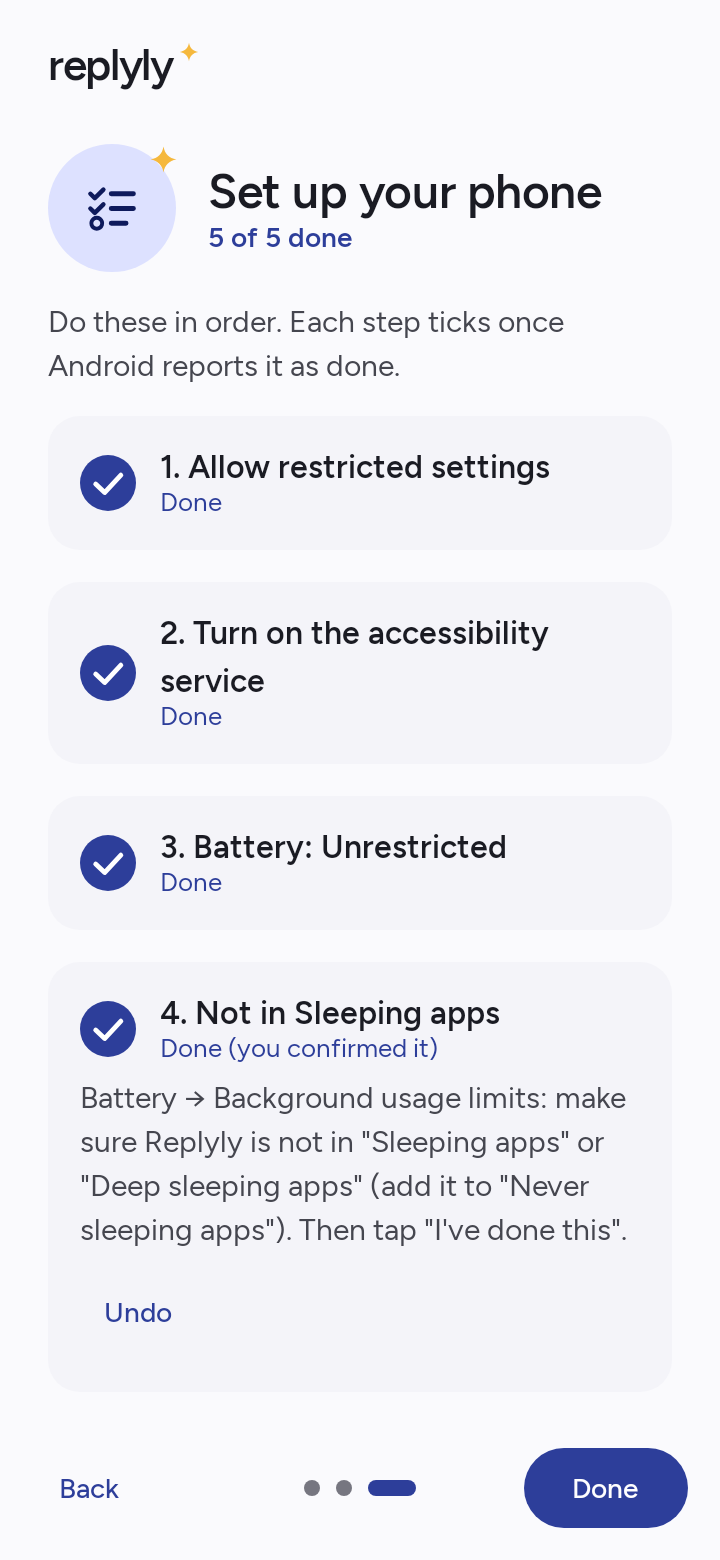 replyly
Set up your phone
5 of 5 done
Do these in order. Each step ticks once
Android reports it as done.
1. Allow restricted settings
Done
2. Turn on the accessibility
service
Done
3. Battery: Unrestricted
Done
4. Not in Sleeping apps
Done (you confirmed it)
Battery → Background usage limits: make
sure Replyly is not in "Sleeping apps" or
"Deep sleeping apps" (add it to "Never
sleeping apps"). Then tap "I've done this".
Undo
Back
Done